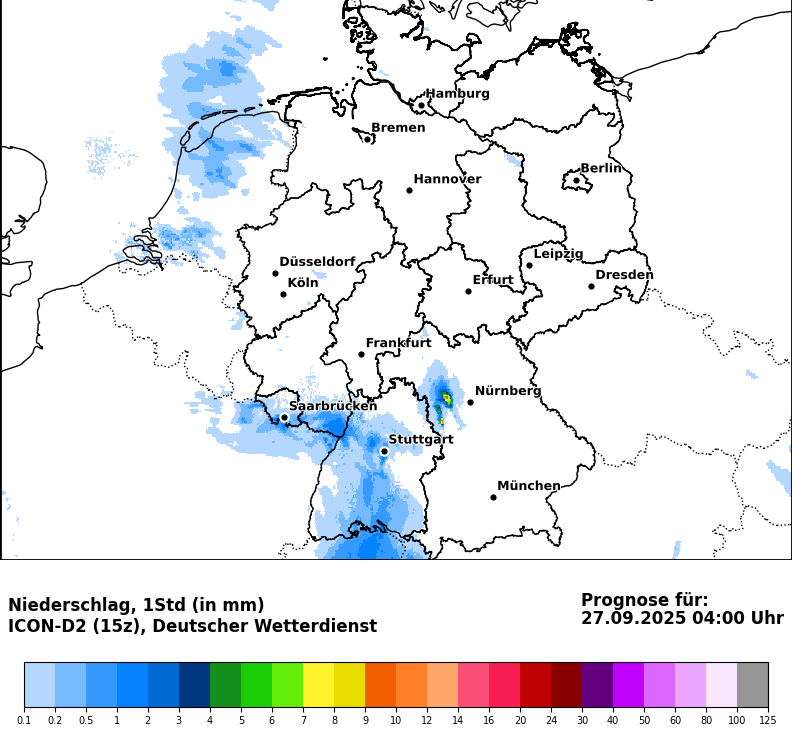 Hamburg
Bremen
Berlin
Hannover
Leipzig
Düsseldorf
Köln
Erfurt
Dresden
Frankfurt
Nürnberg
Saarbrücken
Stuttgart
München
Niederschlag, 1Std (in mm)
ICON-D2 (15z), Deutscher Wetterdienst
Prognose für:
27.09.2025 04:00 Uhr
0.1 0.2 0.5 1 2 3 4 5 6 7 8 9 10 12 14 16 20 24 30 40 50 60 80 100 125